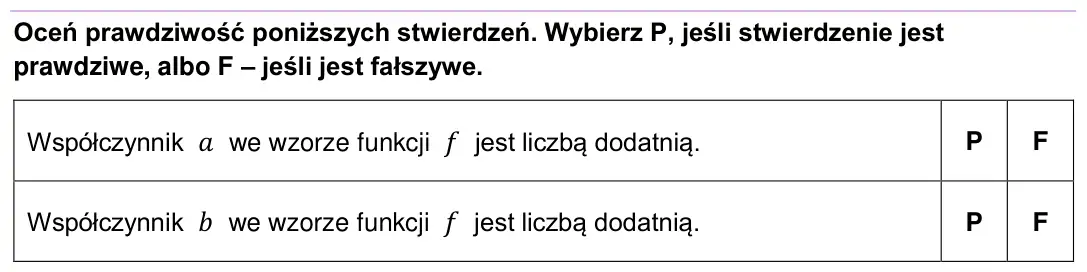 Oceń prawdziwość poniższych stwierdzeń. Wybierz P, jeśli stwierdzenie jest
prawdziwe, albo F – jeśli jest fałszywe.
Współczynnik a we wzorze funkcji f jest liczbą dodatnią. P F
Współczynnik b we wzorze funkcji f jest liczbą dodatnią. P F